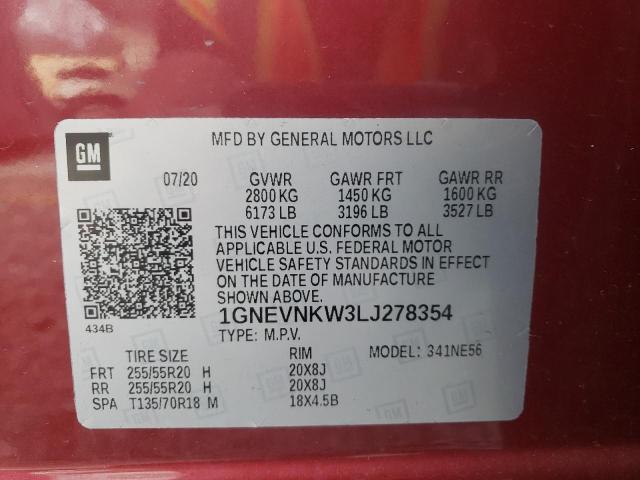 GM
MFD BY GENERAL MOTORS LLC
07/20 GVWR GAWR FRT GAWR RR
2800 KG 1450 KG 1600 KG
6173 LB 3196 LB 3527 LB
THIS VEHICLE CONFORMS TO ALL
APPLICABLE U.S. FEDERAL MOTOR
VEHICLE SAFETY STANDARDS IN EFFECT
ON THE DATE OF MANUFACTURE
SHOWN ABOVE.
434B
1GNEVNKW3LJ278354
TYPE: M.P.V.
TIRE SIZE RIM MODEL: 341NE56
FRT 255/55R20 H 20X8J
RR 255/55R20 H 20X8J
SPA T135/70R18 M 18X4.5B